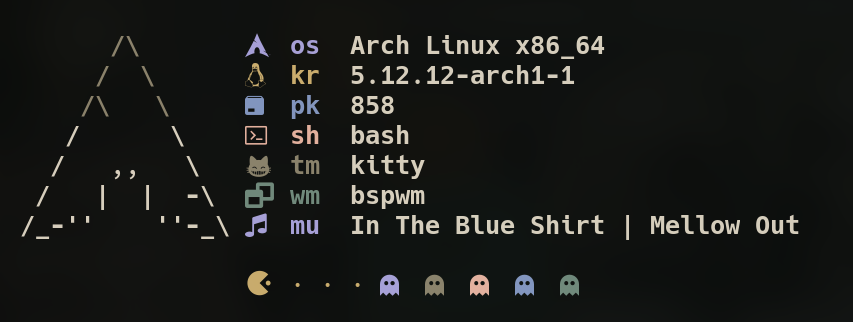 os Arch Linux x86_64
kr 5.12.12-arch1-1
pk 858
sh bash
tm kitty
wm bspwm
mu In The Blue Shirt | Mellow Out